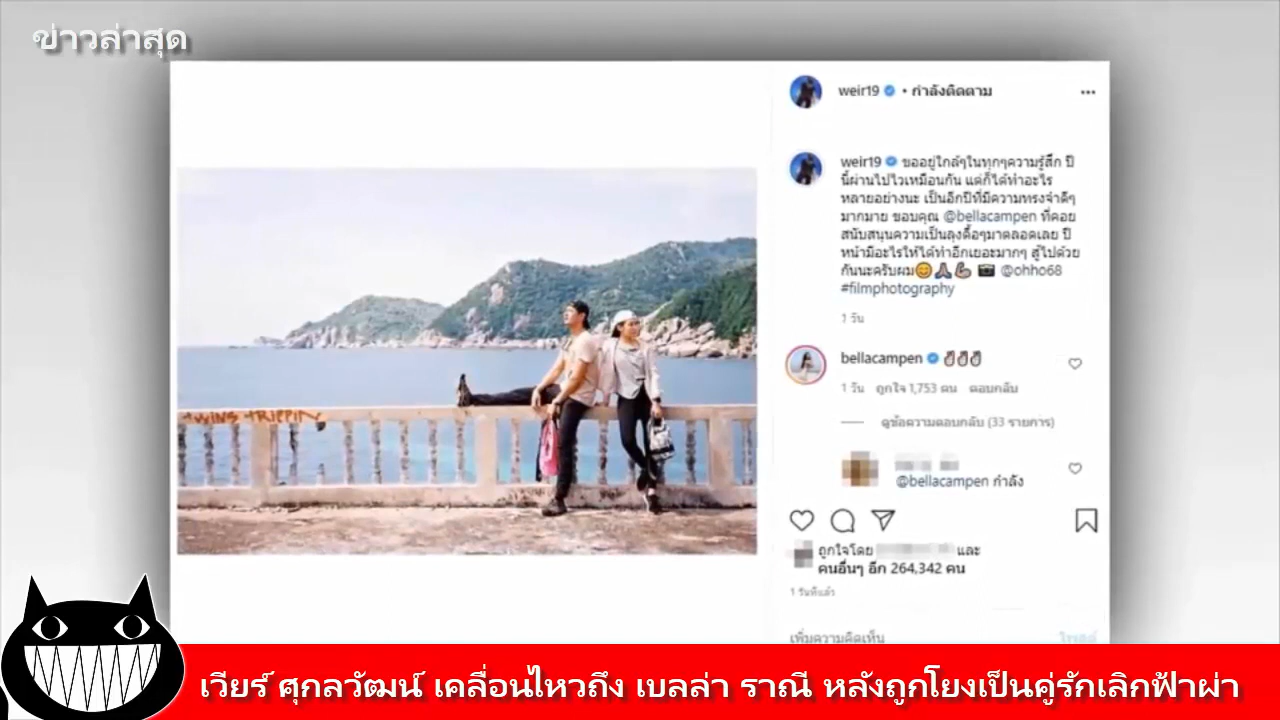 ข่าวล่าสุด
weir19 • กำลังติดตาม
weir19 ขออยู่ใกล้ๆในทุกๆความรู้สึก ปี
นี้ผ่านไปไวเหมือนกัน แต่ก็ได้ทำอะไร
หลายอย่างนะ เป็นอีกปีที่มีความทรงจำดีๆ
มากมาย ขอบคุณ @bellacampen ที่คอย
สนับสนุนความเป็นลุงดื้อๆมาตลอดเลย ปี
หน้ามีอะไรให้ได้ทำอีกเยอะมากๆ สู้ไปด้วย
กันนะครับผม😊🙏🏽💪🏽 📷 @ohho68
#filmphotography
1 วัน
bellacampen ✌🏽✌🏽✌🏽
1 วัน ถูกใจ 1,753 คน ตอบกลับ
ดูข้อความตอบกลับ (33 รายการ)
@bellacampen กำลัง
ถูกใจโดย และ
คนอื่นๆ อีก 264,342 คน
1 วันที่แล้ว
เพิ่มความคิดเห็น
โพสต์
TWINS TRIPPIN
เวียร์ ศุกลวัฒน์ เคลื่อนไหวถึง เบลล่า ราณี หลังถูกโยงเป็นคู่รักเลิกฟ้าผ่า